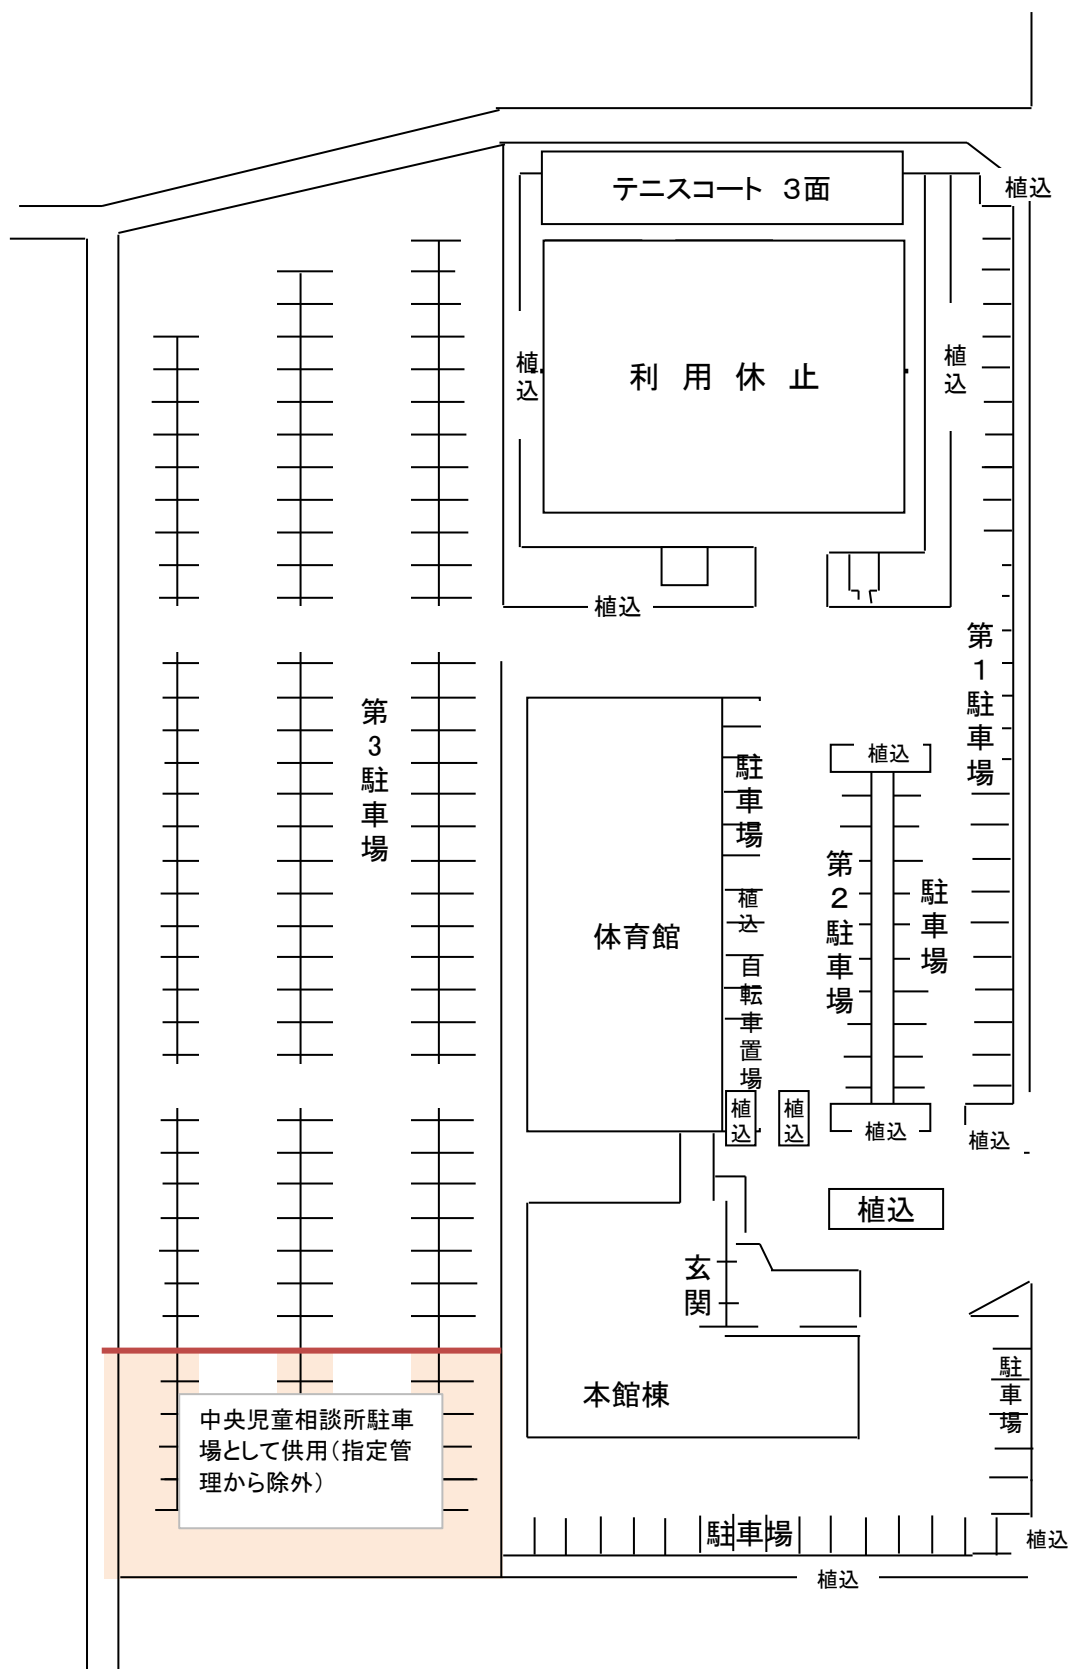 テニスコート　３面
植込
植込
利　用　休　止
植込
植込
第１駐車場
第３駐車場
植込
駐車場
第２駐車場
駐車場
植込
体育館
自転車置場
植込
植込
植込
植込
植込
玄関
駐車場
本館棟
中央児童相談所駐車
場として供用（指定管
理から除外）
駐車場
植込
植込